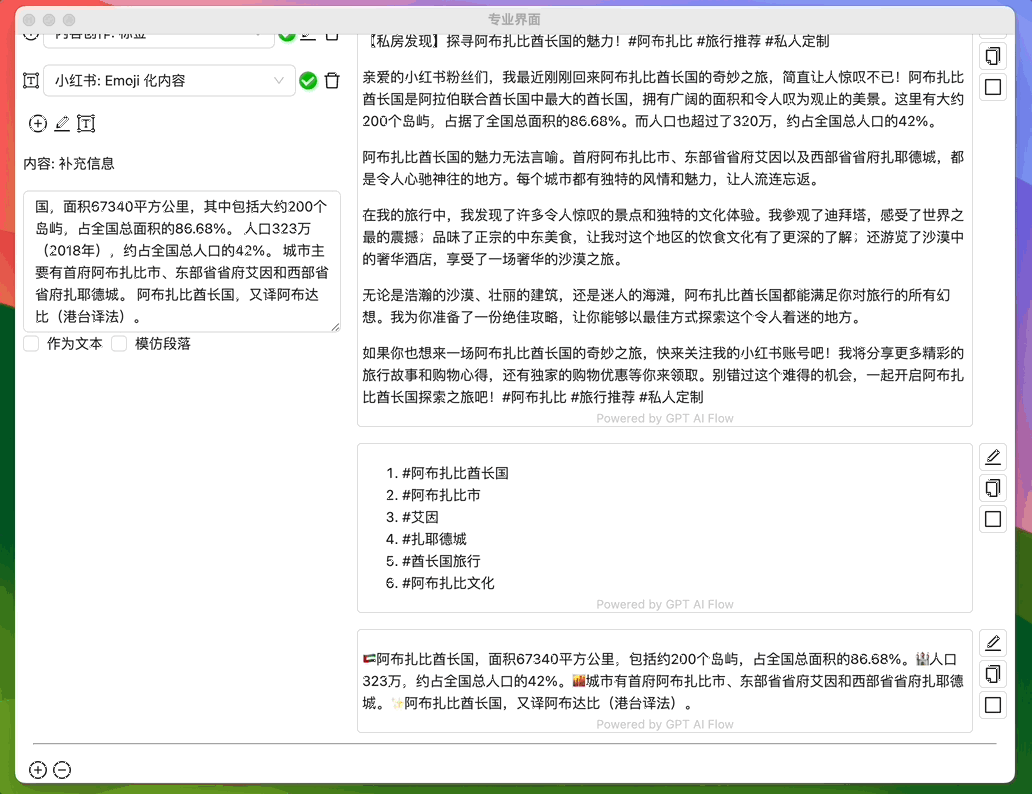 专业界面
内容创作: 标签
小红书: Emoji 化内容
内容: 补充信息
国，面积67340平方公里，其中包括大约200个
岛屿，占全国总面积的86.68%。 人口323万
（2018年），约占全国总人口的42%。 城市主
要有首府阿布扎比市、东部省省府艾因和西部省
省府扎耶德城。 阿布扎比酋长国，又译阿布达
比（港台译法）。
作为文本 模仿段落
【私房发现】探寻阿布扎比酋长国的魅力！#阿布扎比 #旅行推荐 #私人定制
亲爱的小红书粉丝们，我最近刚刚回来阿布扎比酋长国的奇妙之旅，简直让人惊叹不已！阿布扎比
酋长国是阿拉伯联合酋长国中最大的酋长国，拥有广阔的面积和令人叹为观止的美景。这里有大约
200个岛屿，占据了全国总面积的86.68%。而人口也超过了320万，约占全国总人口的42%。
阿布扎比酋长国的魅力无法言喻。首府阿布扎比市、东部省省府艾因以及西部省省府扎耶德城，都
是令人心驰神往的地方。每个城市都有独特的风情和魅力，让人流连忘返。
在我的旅行中，我发现了许多令人惊叹的景点和独特的文化体验。我参观了迪拜塔，感受了世界之
最的震撼；品味了正宗的中东美食，让我对这个地区的饮食文化有了更深的了解；还游览了沙漠中
的奢华酒店，享受了一场奢华的沙漠之旅。
无论是浩瀚的沙漠、壮丽的建筑，还是迷人的海滩，阿布扎比酋长国都能满足你对旅行的所有幻
想。我为你准备了一份绝佳攻略，让你能够以最佳方式探索这个令人着迷的地方。
如果你也想来一场阿布扎比酋长国的奇妙之旅，快来关注我的小红书账号吧！我将分享更多精彩的
旅行故事和购物心得，还有独家的购物优惠等你来领取。别错过这个难得的机会，一起开启阿布扎
比酋长国探索之旅吧！#阿布扎比 #旅行推荐 #私人定制
Powered by GPT AI Flow
1. #阿布扎比酋长国
2. #阿布扎比市
3. #艾因
4. #扎耶德城
5. #酋长国旅行
6. #阿布扎比文化
Powered by GPT AI Flow
🇦🇪阿布扎比酋长国，面积67340平方公里，包括约200个岛屿，占全国总面积的86.68%。🏰人口
323万，约占全国总人口的42%。🌇城市有首府阿布扎比市、东部省省府艾因和西部省省府扎耶德
城。✨阿布扎比酋长国，又译阿布达比（港台译法）。
Powered by GPT AI Flow